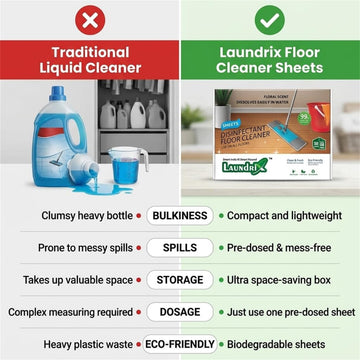 Traditional
Liquid Cleaner
Laundrix Floor
Cleaner Sheets
FLORAL SCENT
DISSOLVES EASILY IN WATER
SHEETS
DISINFECTANT
FLOOR CLEANER
LAUNDRIX
Clumsy heavy bottle BULKINESS Compact and lightweight
Prone to messy spills SPILLS Pre-dosed & mess-free
Takes up valuable space STORAGE Ultra space-saving box
Complex measuring required DOSAGE Just use one pre-dosed sheet
Heavy plastic waste ECO-FRIENDLY Biodegradable sheets